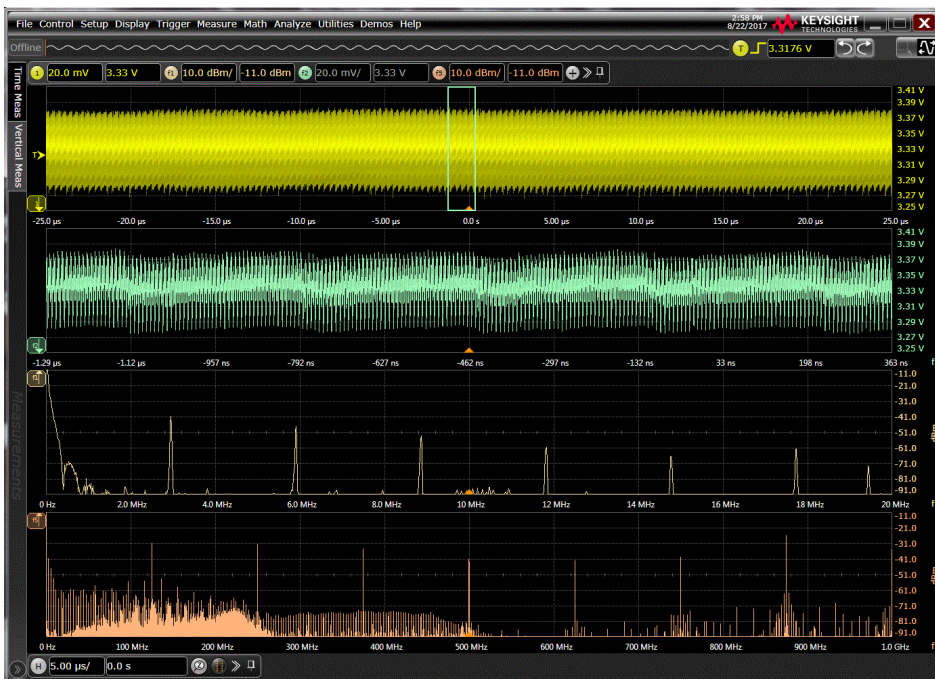 File Control Setup Display Trigger Measure Math Analyze Utilities Demos Help
2:58 PM
8/22/2017
KEYSIGHT
TECHNOLOGIES
Offline
T
3.3176 V
1 20.0 mV 3.33 V f1 10.0 dBm/ -11.0 dBm f2 20.0 mV/ 3.33 V f5 10.0 dBm/ -11.0 dBm
Time Meas
Vertical Meas
Measurements
3.41 V
3.39 V
3.37 V
3.35 V
3.33 V
3.31 V
3.29 V
3.27 V
3.25 V
T
-25.0 µs -20.0 µs -15.0 µs -10.0 µs -5.00 µs 0.0 s 5.00 µs 10.0 µs 15.0 µs 20.0 µs 25.0 µs
3.41 V
3.39 V
3.37 V
3.35 V
3.33 V
3.31 V
3.29 V
3.27 V
3.25 V
f2
-1.29 µs -1.12 µs -957 ns -792 ns -627 ns -462 ns -297 ns -132 ns 33 ns 198 ns 363 ns
f1
-11.0
-21.0
-31.0
-41.0
-51.0
-61.0
-71.0
-81.0
-91.0
dBm
0 Hz 2.0 MHz 4.0 MHz 6.0 MHz 8.0 MHz 10.0 MHz 12 MHz 14 MHz 16 MHz 18 MHz 20 MHz
f5
-11.0
-21.0
-31.0
-41.0
-51.0
-61.0
-71.0
-81.0
-91.0
dBm
0 Hz 100 MHz 200 MHz 300 MHz 400 MHz 500 MHz 600 MHz 700 MHz 800 MHz 900 MHz 1.0 GHz
H 5.00 µs/ 0.0 s